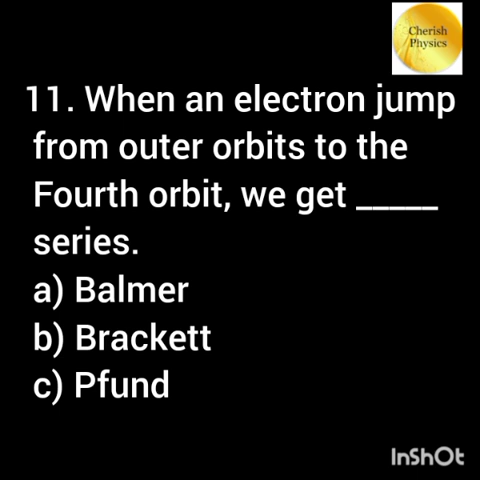 Cherish
Physics
11. When an electron jump
from outer orbits to the
Fourth orbit, we get _____
series.
a) Balmer
b) Brackett
c) Pfund
InShOt